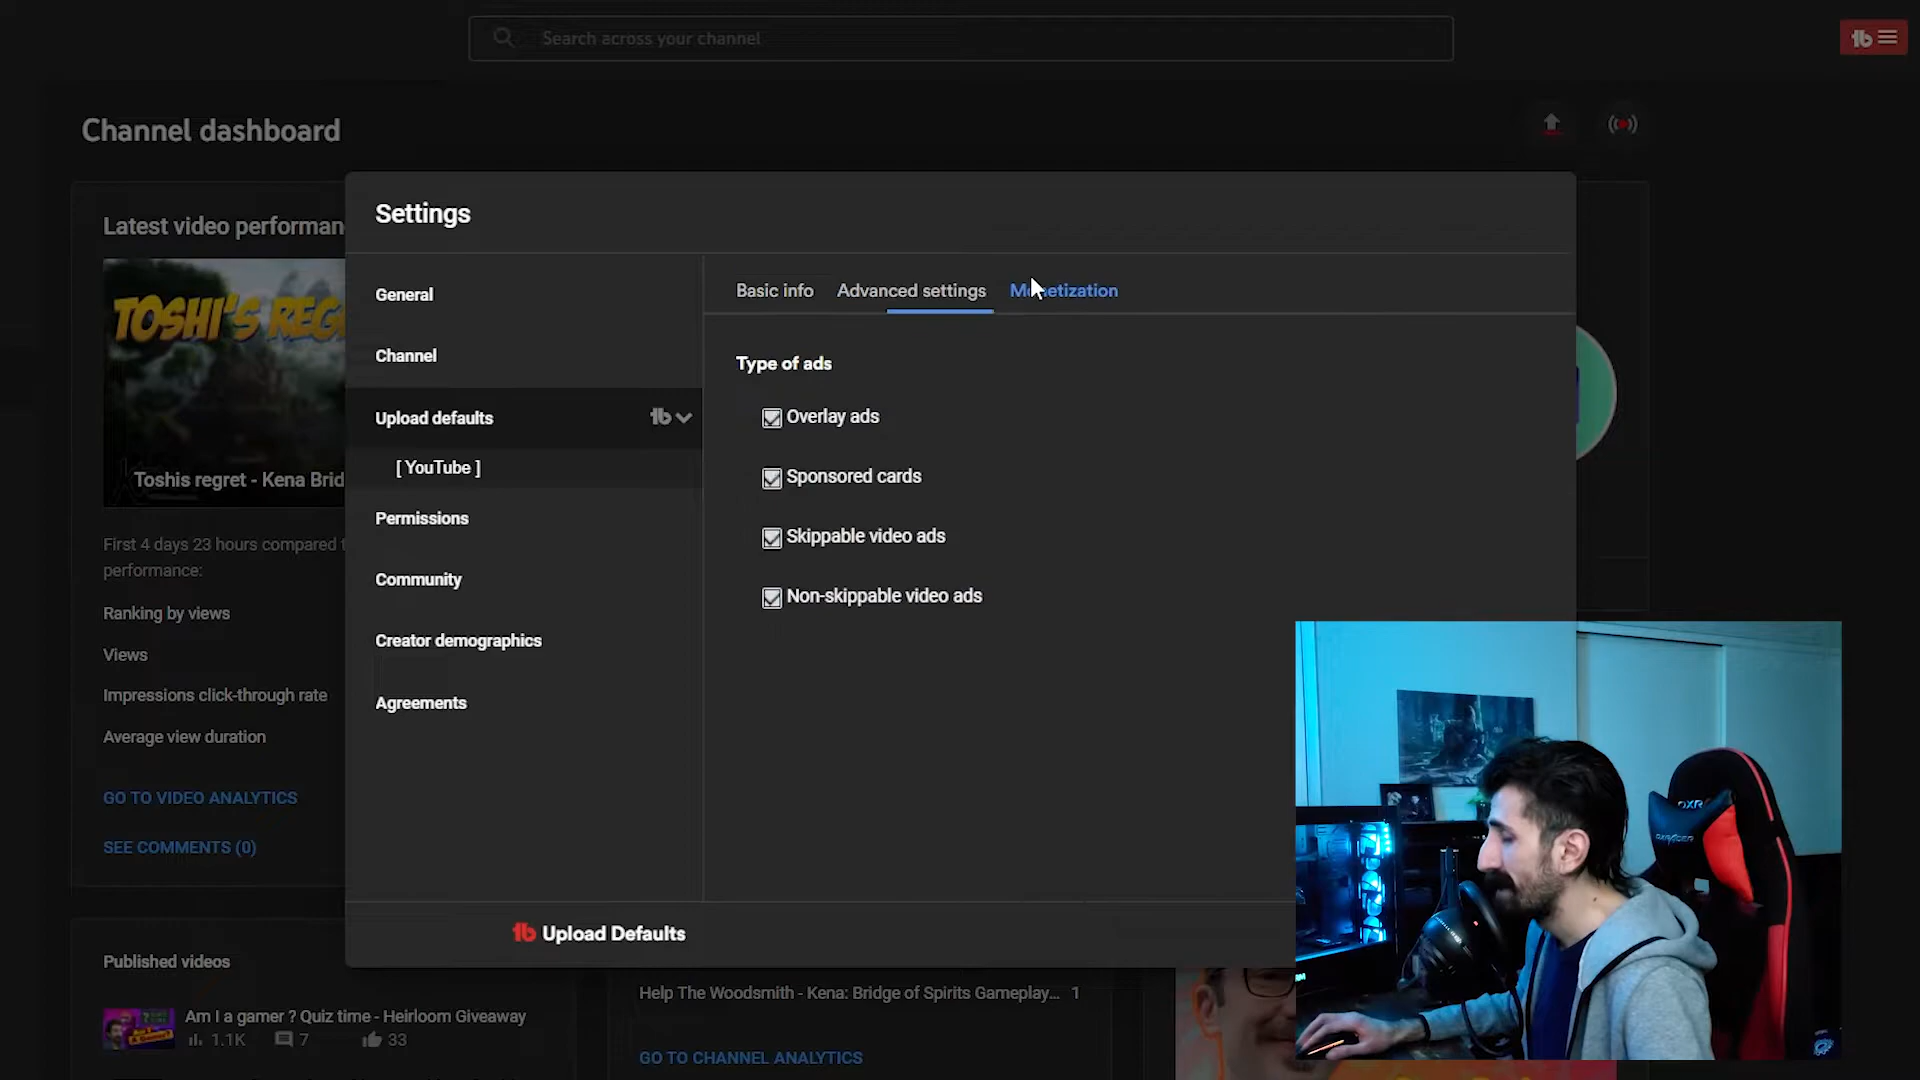 Search across your channel
Channel dashboard
Latest video performan
TOSHI'S REG
Toshis regret - Kena Brid
First 4 days 23 hours compared t
performance:
Ranking by views
Views
Impressions click-through rate
Average view duration
GO TO VIDEO ANALYTICS
SEE COMMENTS (0)
Settings
General
Channel
Upload defaults
[ YouTube ]
Permissions
Community
Creator demographics
Agreements
Basic info
Advanced settings
Monetization
Type of ads
Overlay ads
Sponsored cards
Skippable video ads
Non-skippable video ads
Upload Defaults
Published videos
Am I a gamer ? Quiz time - Heirloom Giveaway
1.1K
7
33
Help The Woodsmith - Kena: Bridge of Spirits Gameplay... 1
GO TO CHANNEL ANALYTICS